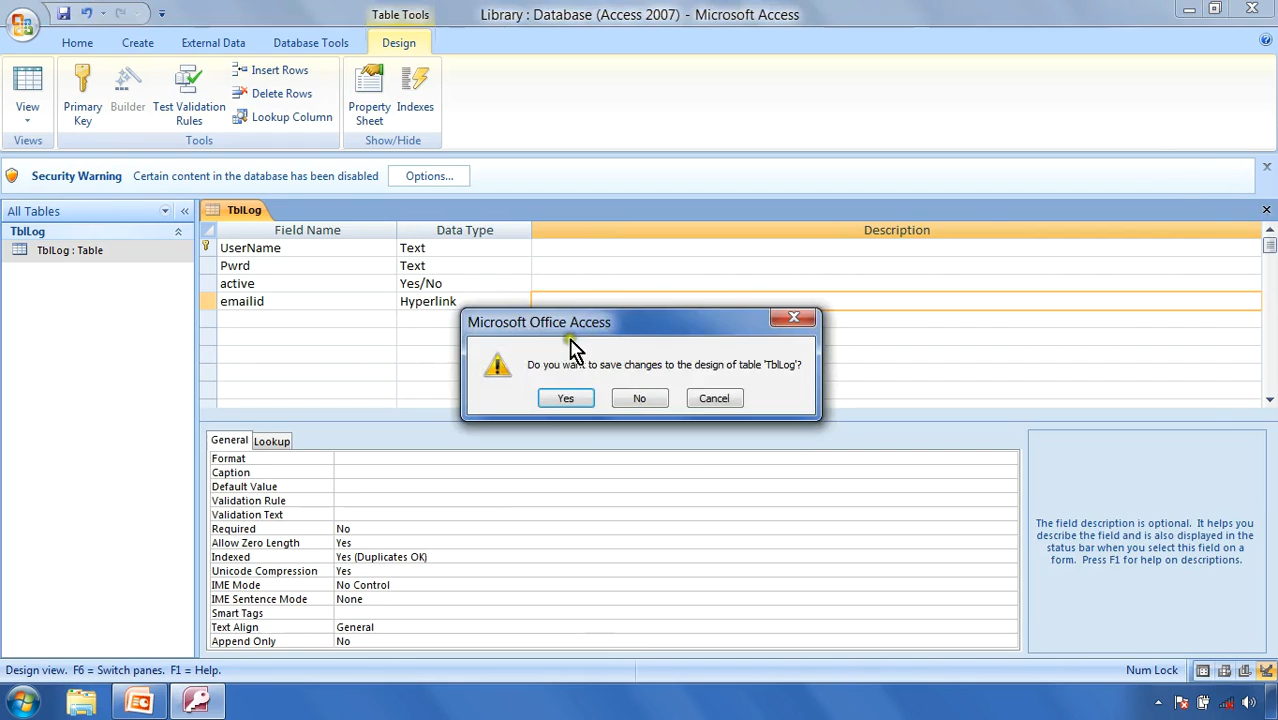 Table Tools
Library : Database (Access 2007) - Microsoft Access
Home Create External Data Database Tools Design
View
Primary Key
Builder
Test Validation Rules
Insert Rows
Delete Rows
Lookup Column
Property Sheet
Indexes
Views Tools Show/Hide
Security Warning Certain content in the database has been disabled Options...
All Tables
TblLog
TblLog : Table
TblLog
Field Name Data Type Description
UserName Text
Pwrd Text
active Yes/No
emailid Hyperlink
Microsoft Office Access
Do you want to save changes to the design of table 'TblLog'?
Yes No Cancel
General Lookup
Format
Caption
Default Value
Validation Rule
Validation Text
Required No
Allow Zero Length Yes
Indexed Yes (Duplicates OK)
Unicode Compression Yes
IME Mode No Control
IME Sentence Mode None
Smart Tags
Text Align General
Append Only No
The field description is optional. It helps you
describe the field and is also displayed in the
status bar when you select this field on a
form. Press F1 for help on descriptions.
Design view. F6 = Switch panes. F1 = Help.
Num Lock